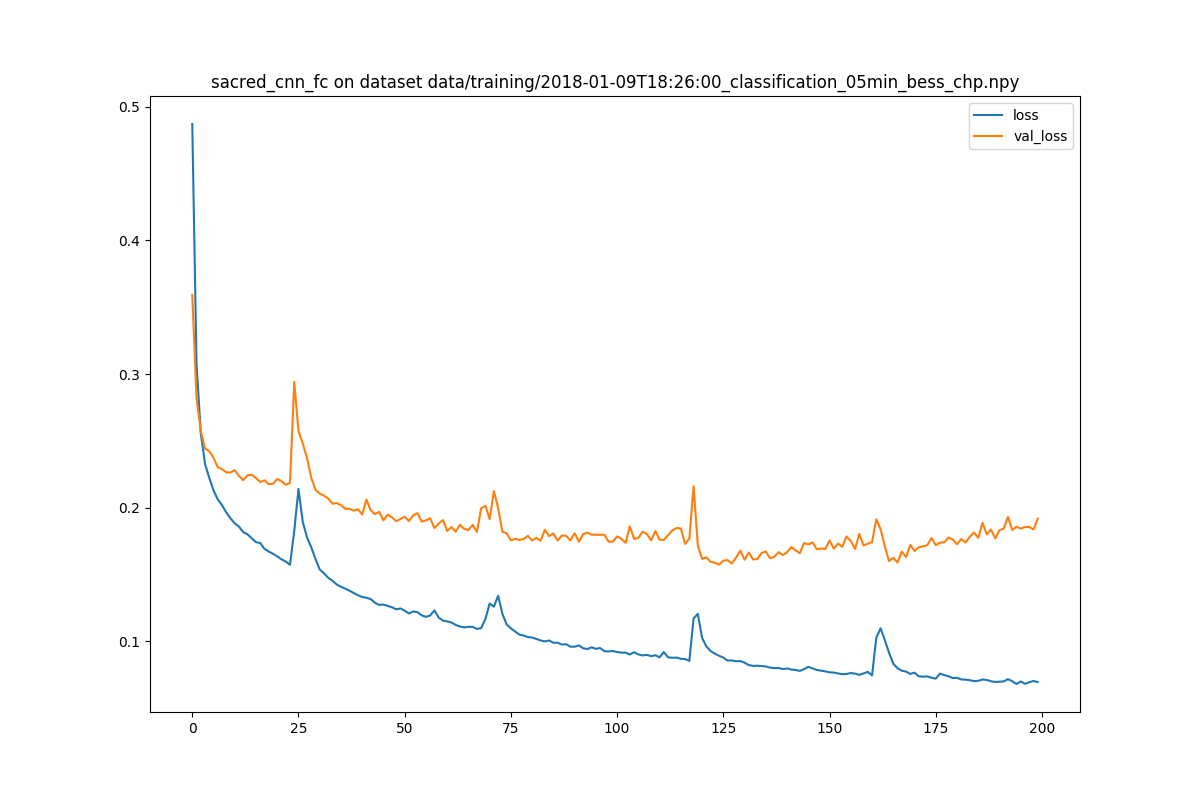 sacred_cnn_fc on dataset data/training/2018-01-09T18:26:00_classification_05min_bess_chp.npy
loss
val_loss
0.5
0.4
0.3
0.2
0.1
0 25 50 75 100 125 150 175 200